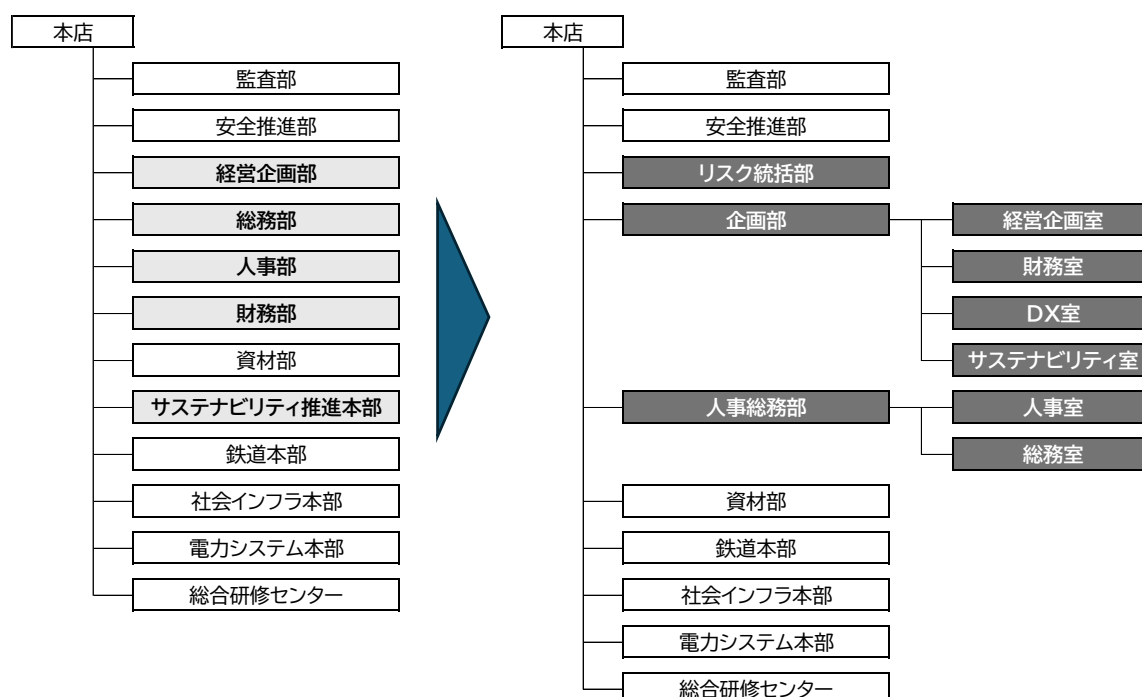 本店
監査部
安全推進部
経営企画部
総務部
人事部
財務部
資材部
サステナビリティ推進本部
鉄道本部
社会インフラ本部
電力システム本部
総合研修センター
本店
監査部
安全推進部
リスク統括部
企画部
経営企画室
財務室
DX室
サステナビリティ室
人事総務部
人事室
総務室
資材部
鉄道本部
社会インフラ本部
電力システム本部
総合研修センター